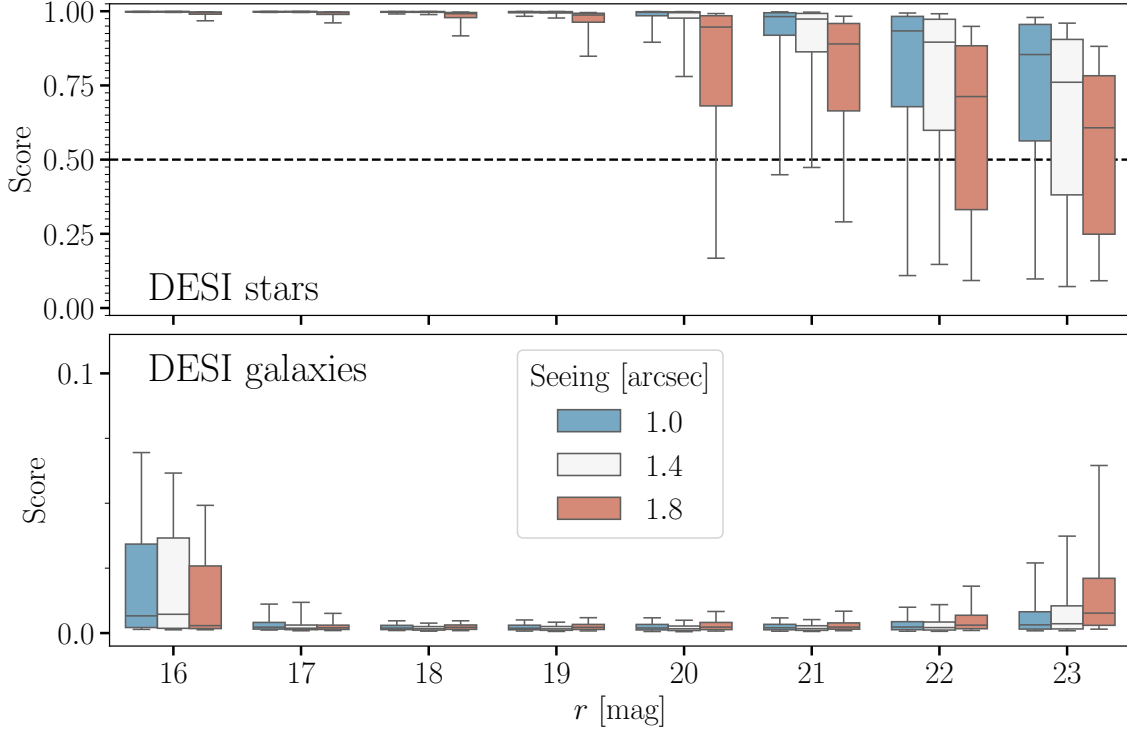 1.00
0.75
0.50
0.25
0.00
Score
DESI stars
DESI galaxies
0.1
0.0
Score
Seeing [arcsec]
1.0
1.4
1.8
16 17 18 19 20 21 22 23
r [mag]